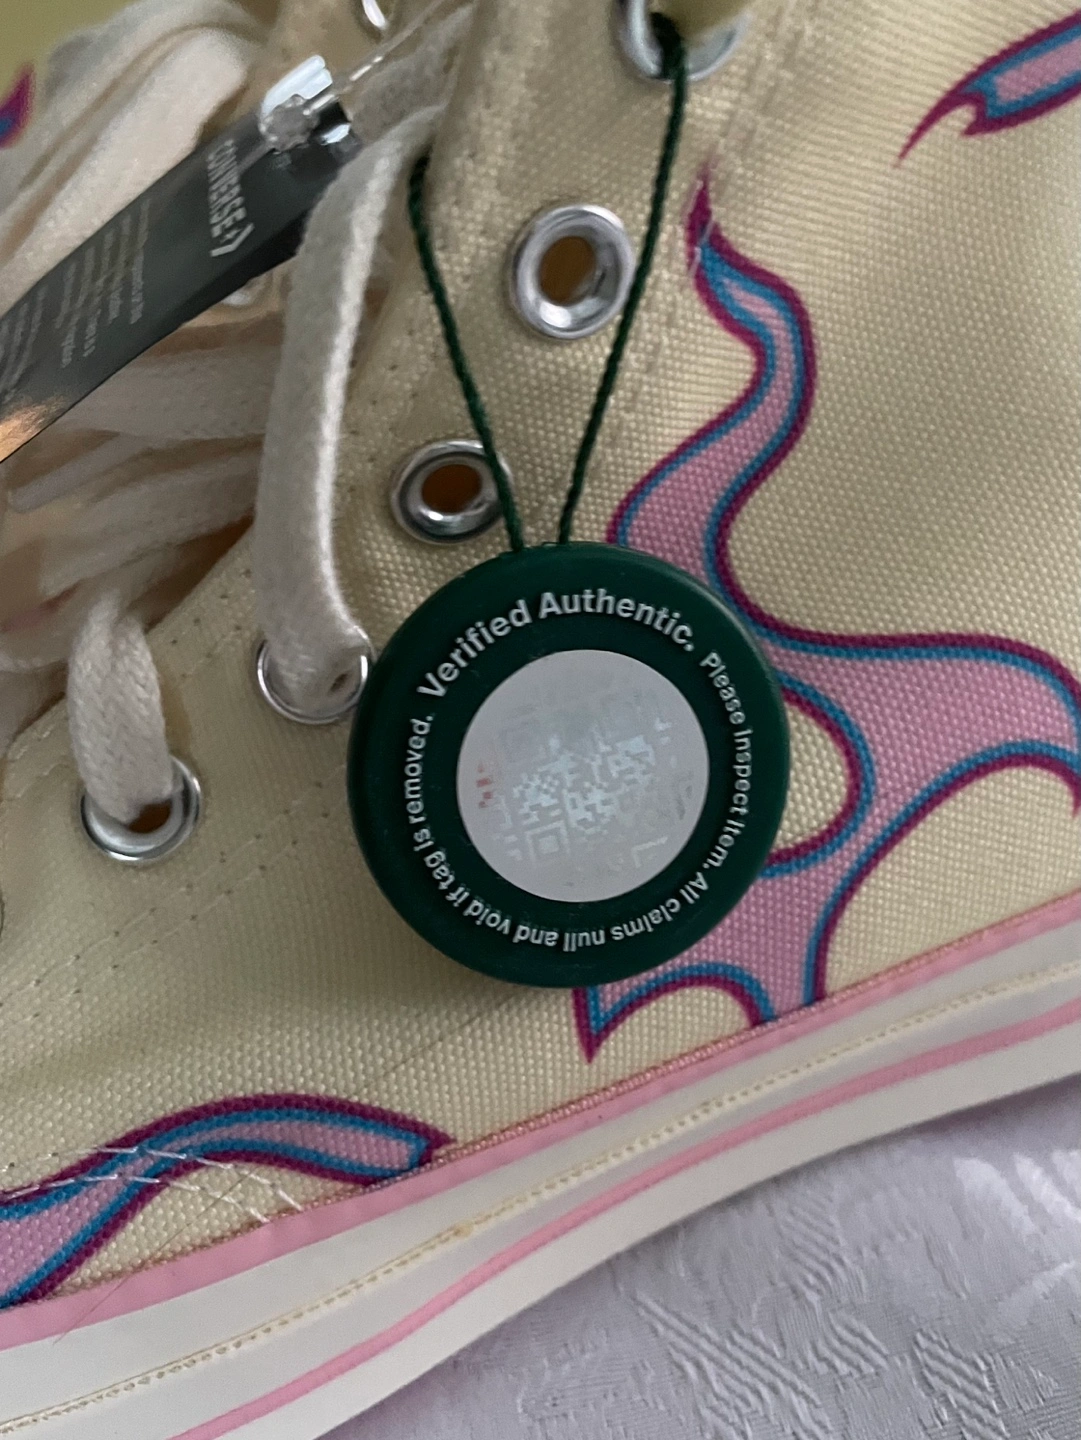 CONVERSE
Verified Authentic. Please Inspect Item. All claims null and void if tag is removed.